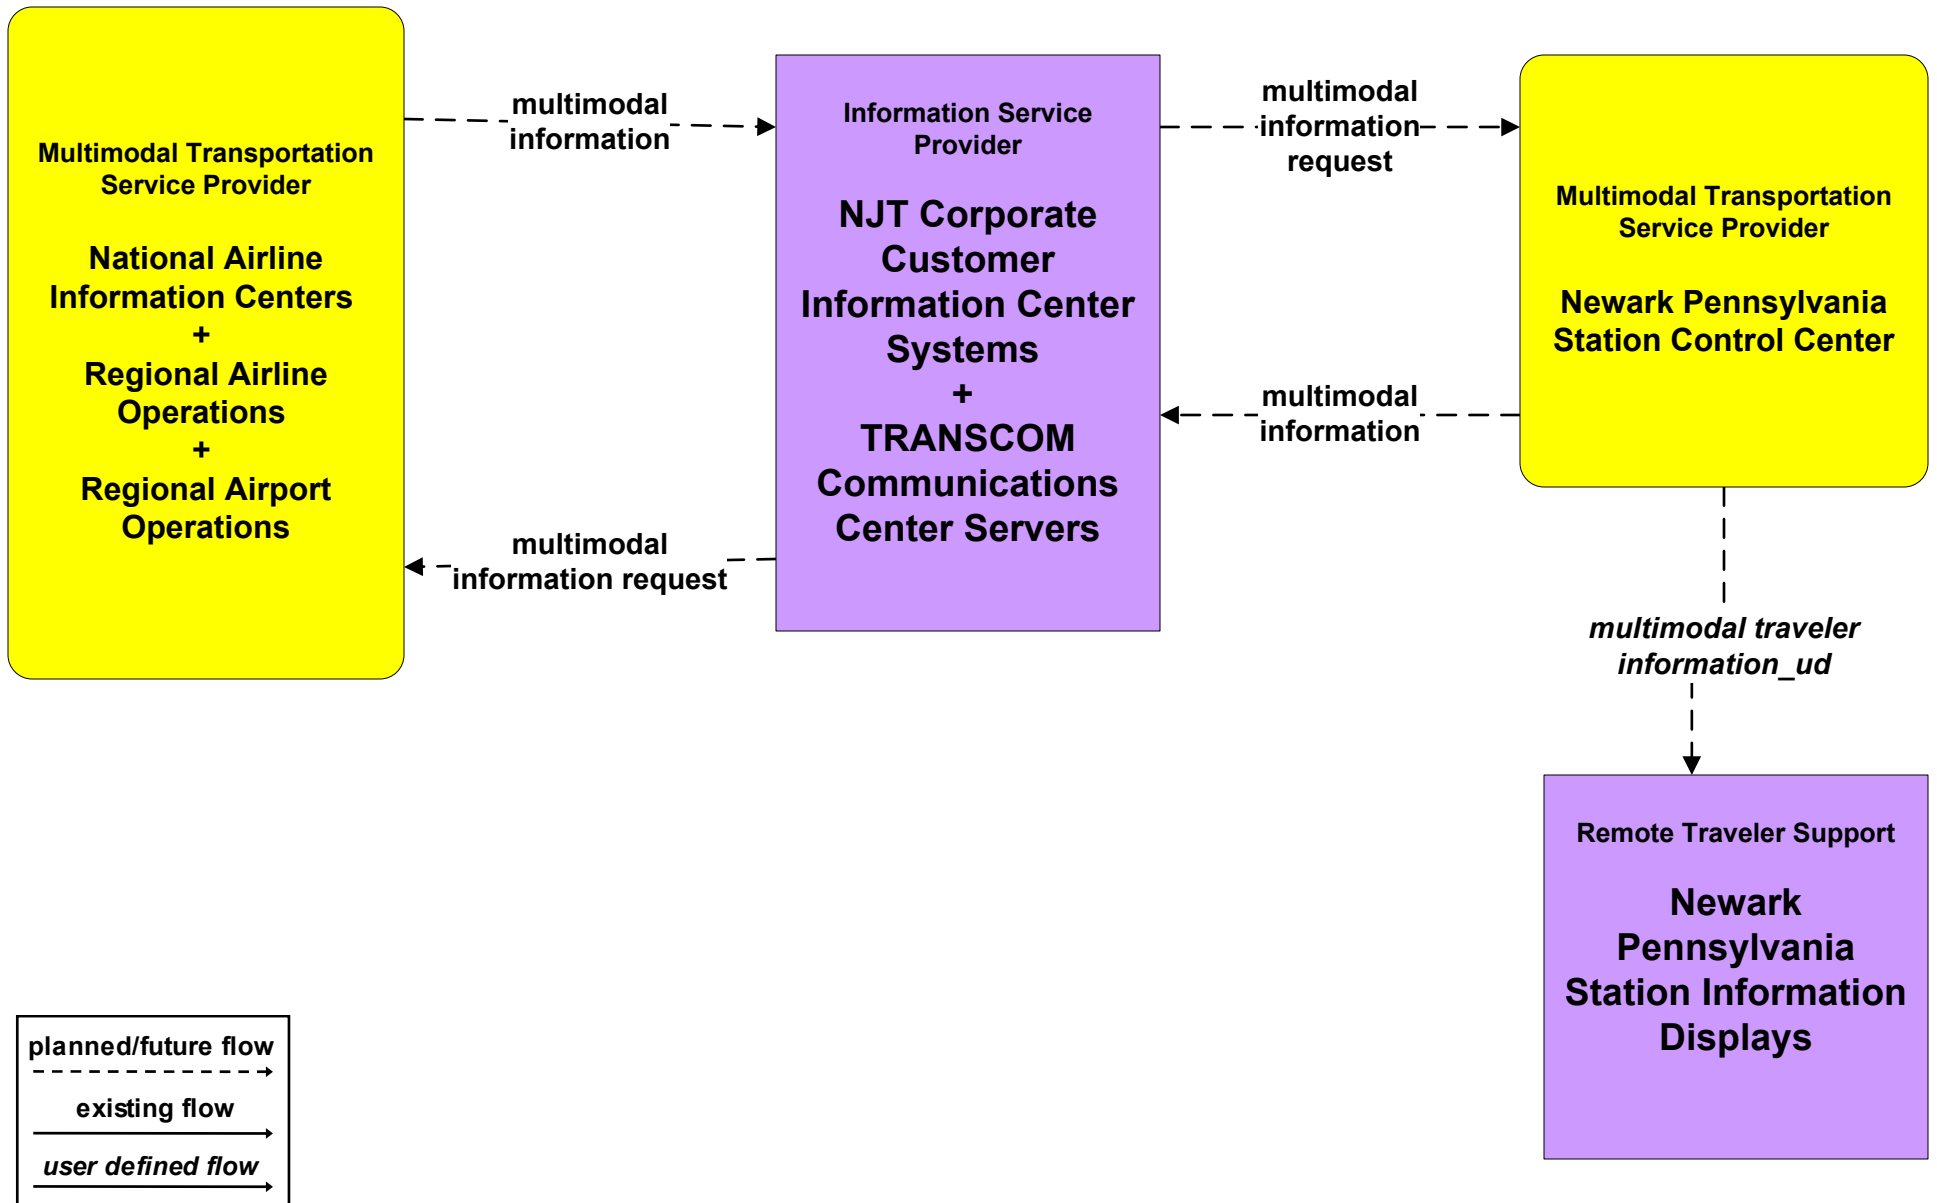 Multimodal Transportation
Service Provider
National Airline
Information Centers
+
Regional Airline
Operations
+
Regional Airport
Operations
multimodal
information
multimodal
information request
Information Service
Provider
NJT Corporate
Customer
Information Center
Systems
+
TRANSCOM
Communications
Center Servers
multimodal
information
request
multimodal
information
Multimodal Transportation
Service Provider
Newark Pennsylvania
Station Control Center
multimodal traveler
information_ud
Remote Traveler Support
Newark
Pennsylvania
Station Information
Displays
planned/future flow
existing flow
user defined flow